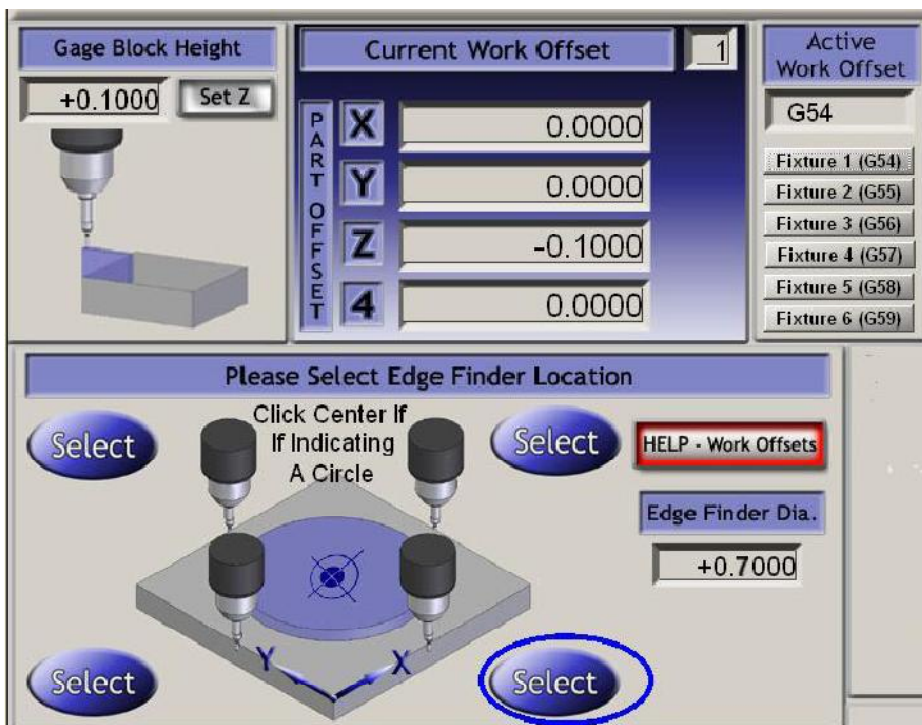 Gage Block Height
+0.1000
Set Z
Current Work Offset
1
PART OFFSET
X
0.0000
Y
0.0000
Z
-0.1000
4
0.0000
Active
Work Offset
G54
Fixture 1 (G54)
Fixture 2 (G55)
Fixture 3 (G56)
Fixture 4 (G57)
Fixture 5 (G58)
Fixture 6 (G59)
Please Select Edge Finder Location
Select
Click Center If
If Indicating
A Circle
Select
HELP - Work Offsets
Edge Finder Dia.
+0.7000
Y
X
Select
Select